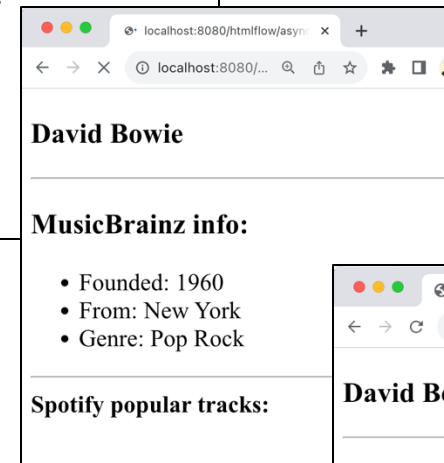 localhost:8080/htmlflow/asyn
localhost:8080/...
David Bowie
MusicBrainz info:
• Founded: 1960
• From: New York
• Genre: Pop Rock
Spotify popular tracks:
David B